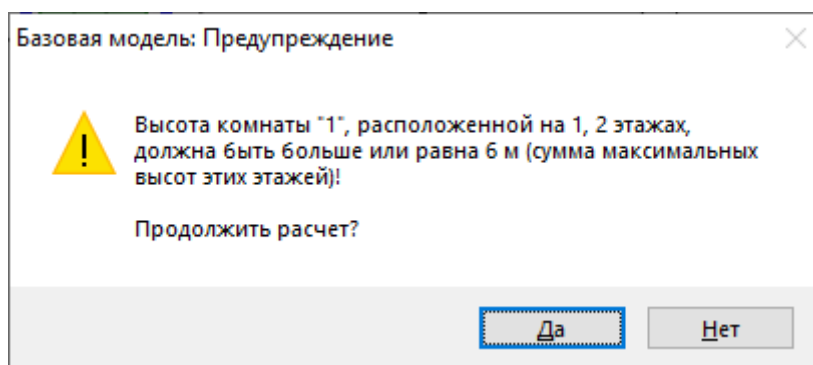 Базовая модель: Предупреждение
Высота комнаты "1", расположенной на 1, 2 этажах,
должна быть больше или равна 6 м (сумма максимальных
высот этих этажей)!
Продолжить расчет?
Да
Нет